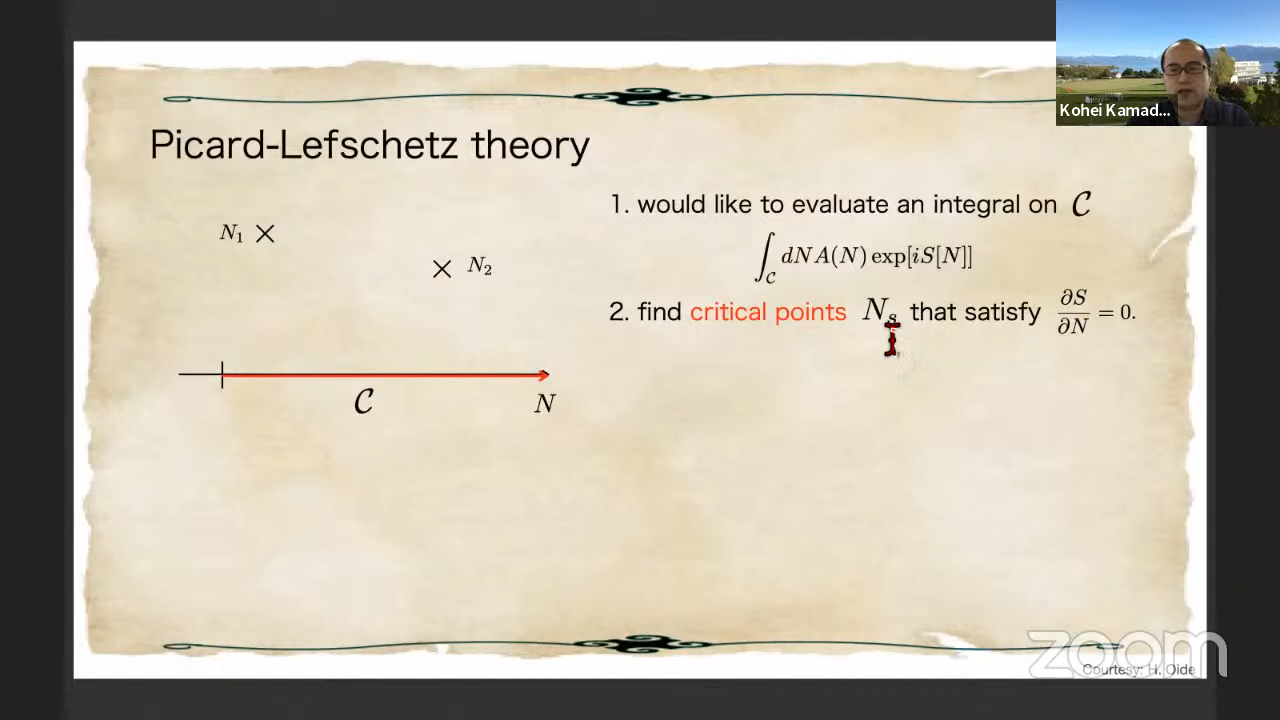 Kohei Kamad...
Picard-Lefschetz theory
1. would like to evaluate an integral on 𝒞
∫_𝒞 dN A(N) exp[iS[N]]
2. find critical points N_s that satisfy ∂S/∂N = 0.
N₁
N₂
𝒞
N
zoom
Courtesy: H. Oide